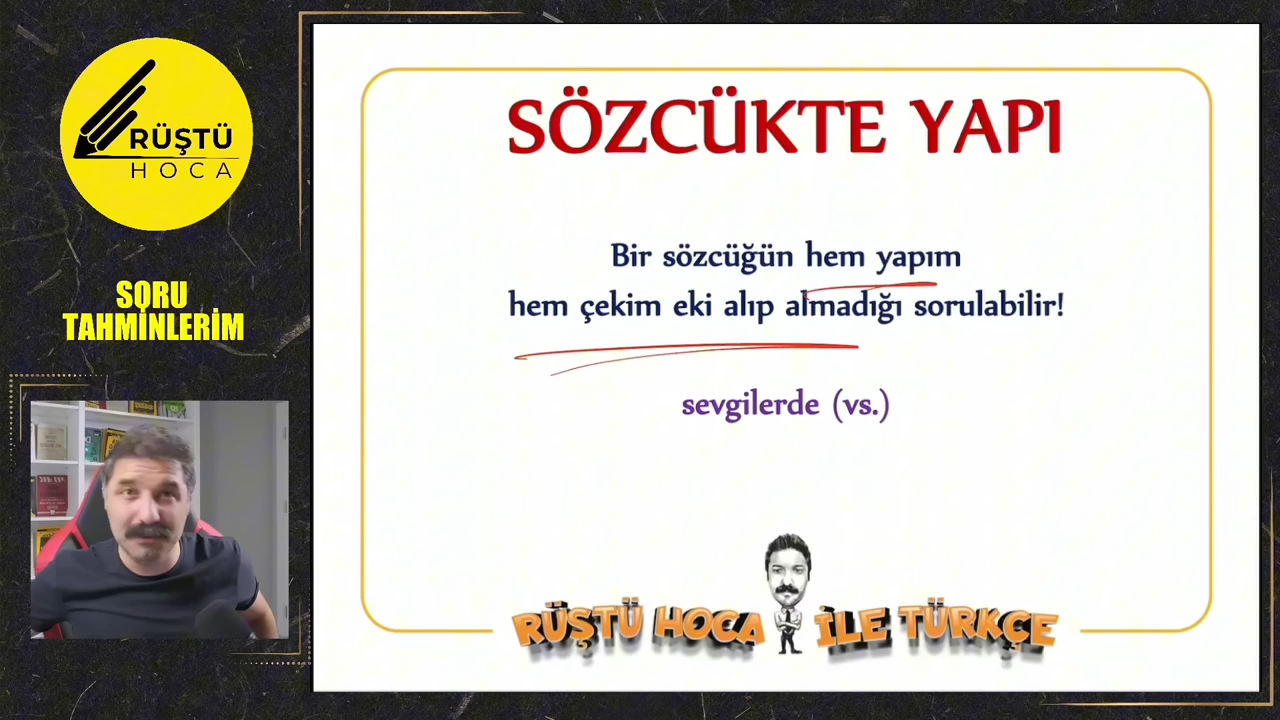 RÜŞTÜ
HOCA
SORU
TAHMİNLERİM
SÖZCÜKTE YAPI
Bir sözcüğün hem yapım
hem çekim eki alıp almadığı sorulabilir!
sevgilerde (vs.)
RÜŞTÜ HOCA İLE TÜRKÇE